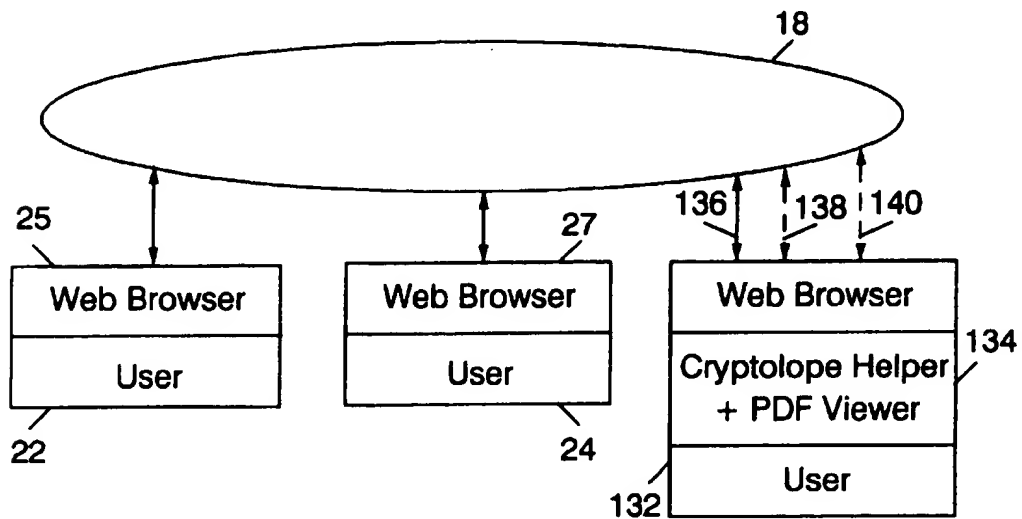 18
25
27
136
138
140
Web Browser
User
22
Web Browser
User
24
Web Browser
Cryptolope Helper
+ PDF Viewer
User
134
132